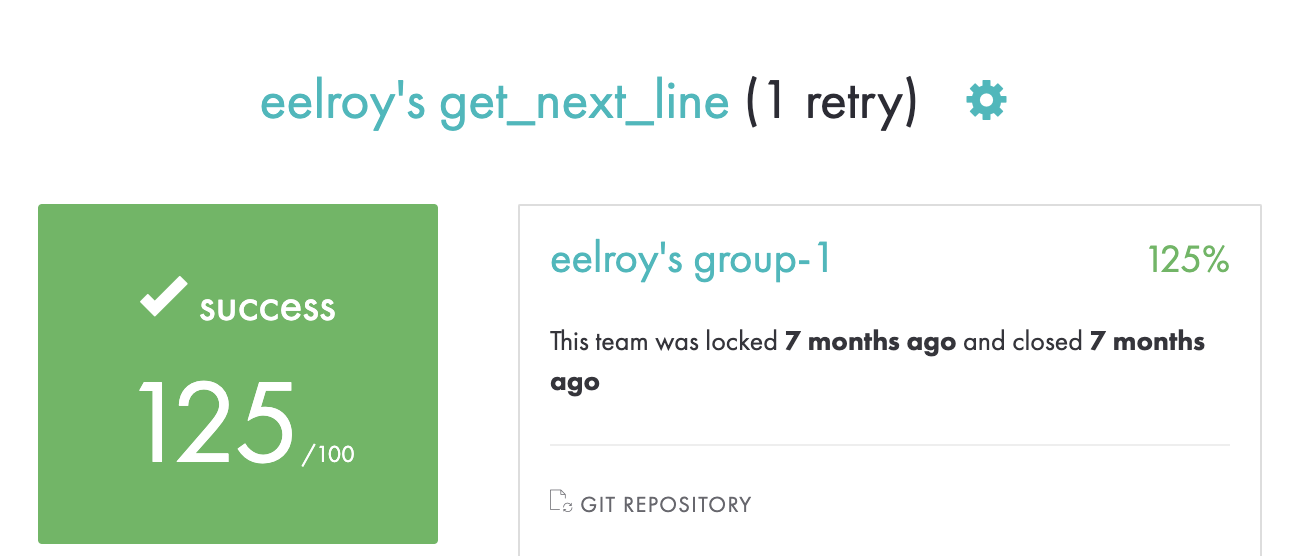 eelroy's get_next_line (1 retry)
success
125 /100
eelroy's group-1 125%
This team was locked 7 months ago and closed 7 months
ago
GIT REPOSITORY